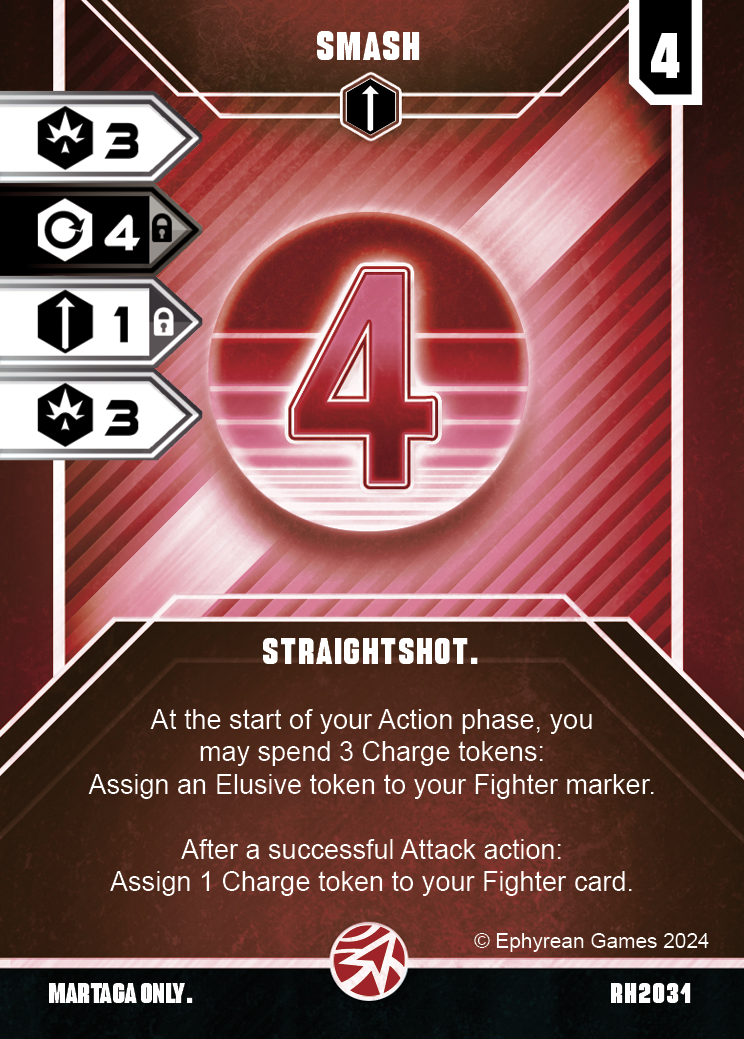 SMASH
4
3
4
1
3
4
STRAIGHTSHOT.
At the start of your Action phase, you
may spend 3 Charge tokens:
Assign an Elusive token to your Fighter marker.
After a successful Attack action:
Assign 1 Charge token to your Fighter card.
© Ephyrean Games 2024
MARTAGA ONLY.
RH2031